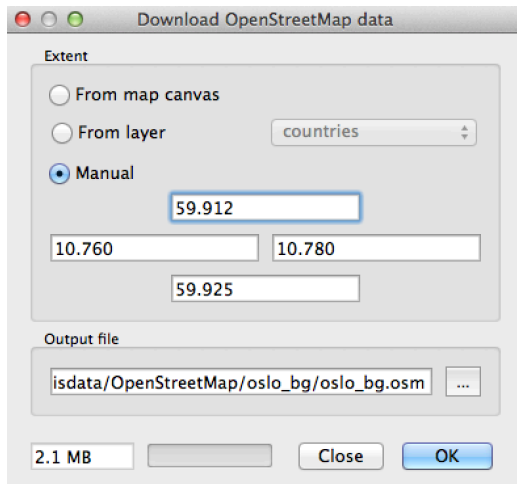 Download OpenStreetMap data
Extent
From map canvas
From layer countries
Manual
59.912
10.760 10.780
59.925
Output file
isdata/OpenStreetMap/oslo_bg/oslo_bg.osm ...
2.1 MB Close OK